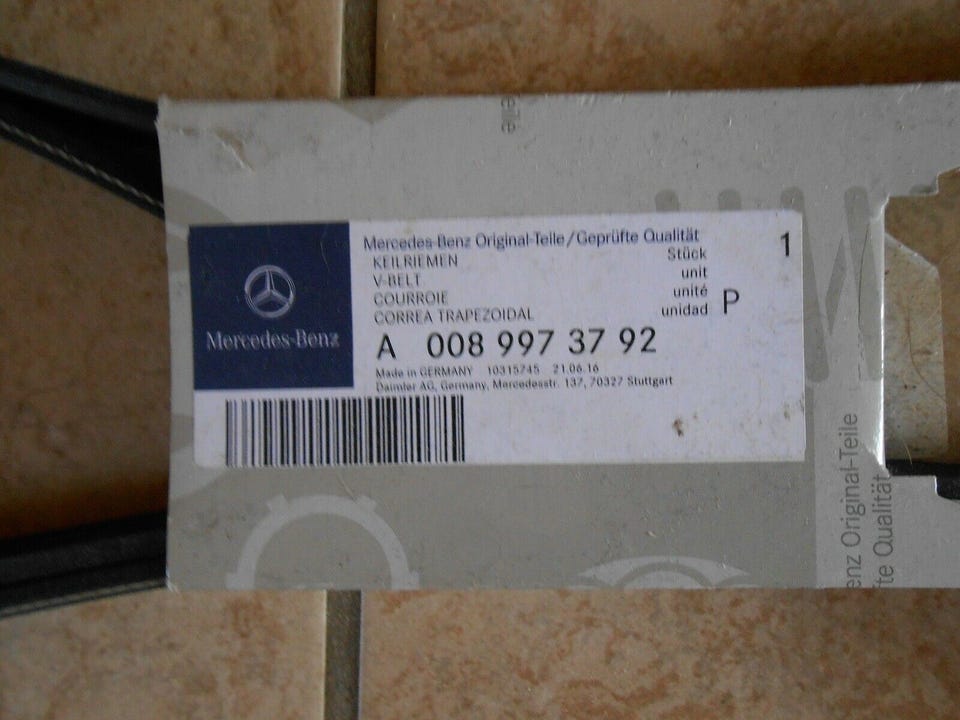 eile
Mercedes-Benz Original-Teile/Geprüfte Qualität 1
KEILRIEMEN Stück
V-BELT unit
COURROIE unité
CORREA TRAPEZOIDAL unidad P
Mercedes-Benz
A 008 997 37 92
Made in GERMANY 10315745 21.06.16
Daimler AG, Germany, Mercedesstr. 137, 70327 Stuttgart
enz Original-Teile
fte Qualität